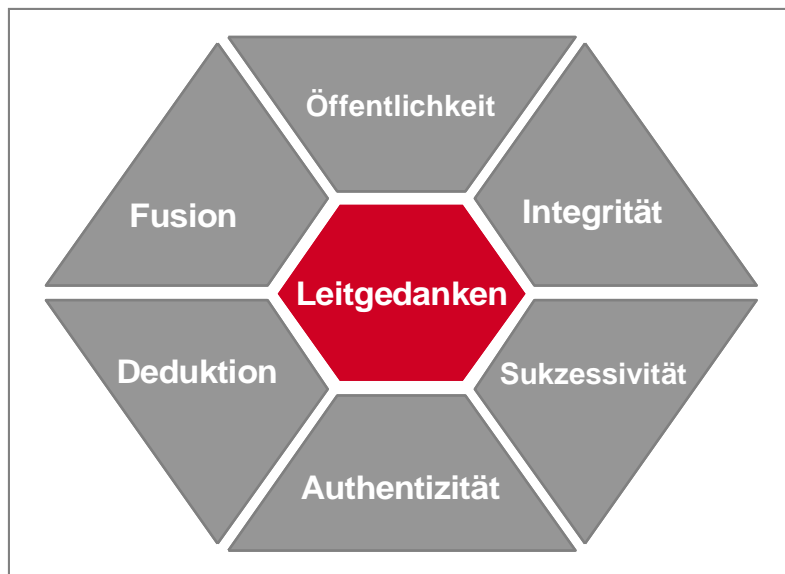 Öffentlichkeit
Fusion
Integrität
Leitgedanken
Deduktion
Sukzessivität
Authentizität